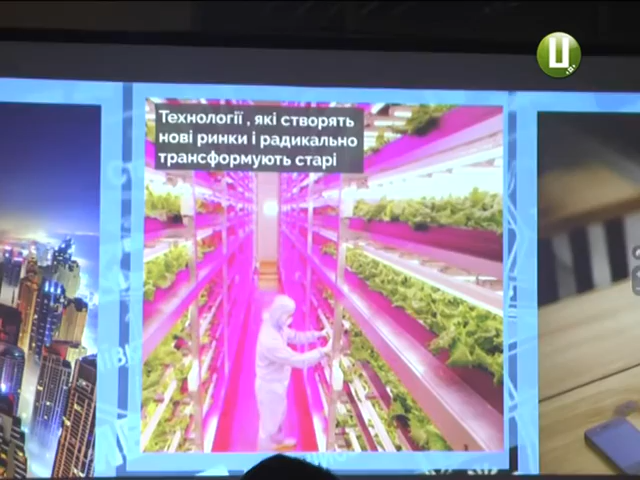 Технології , які створять
нові ринки і радикально
трансформують старі
Ц